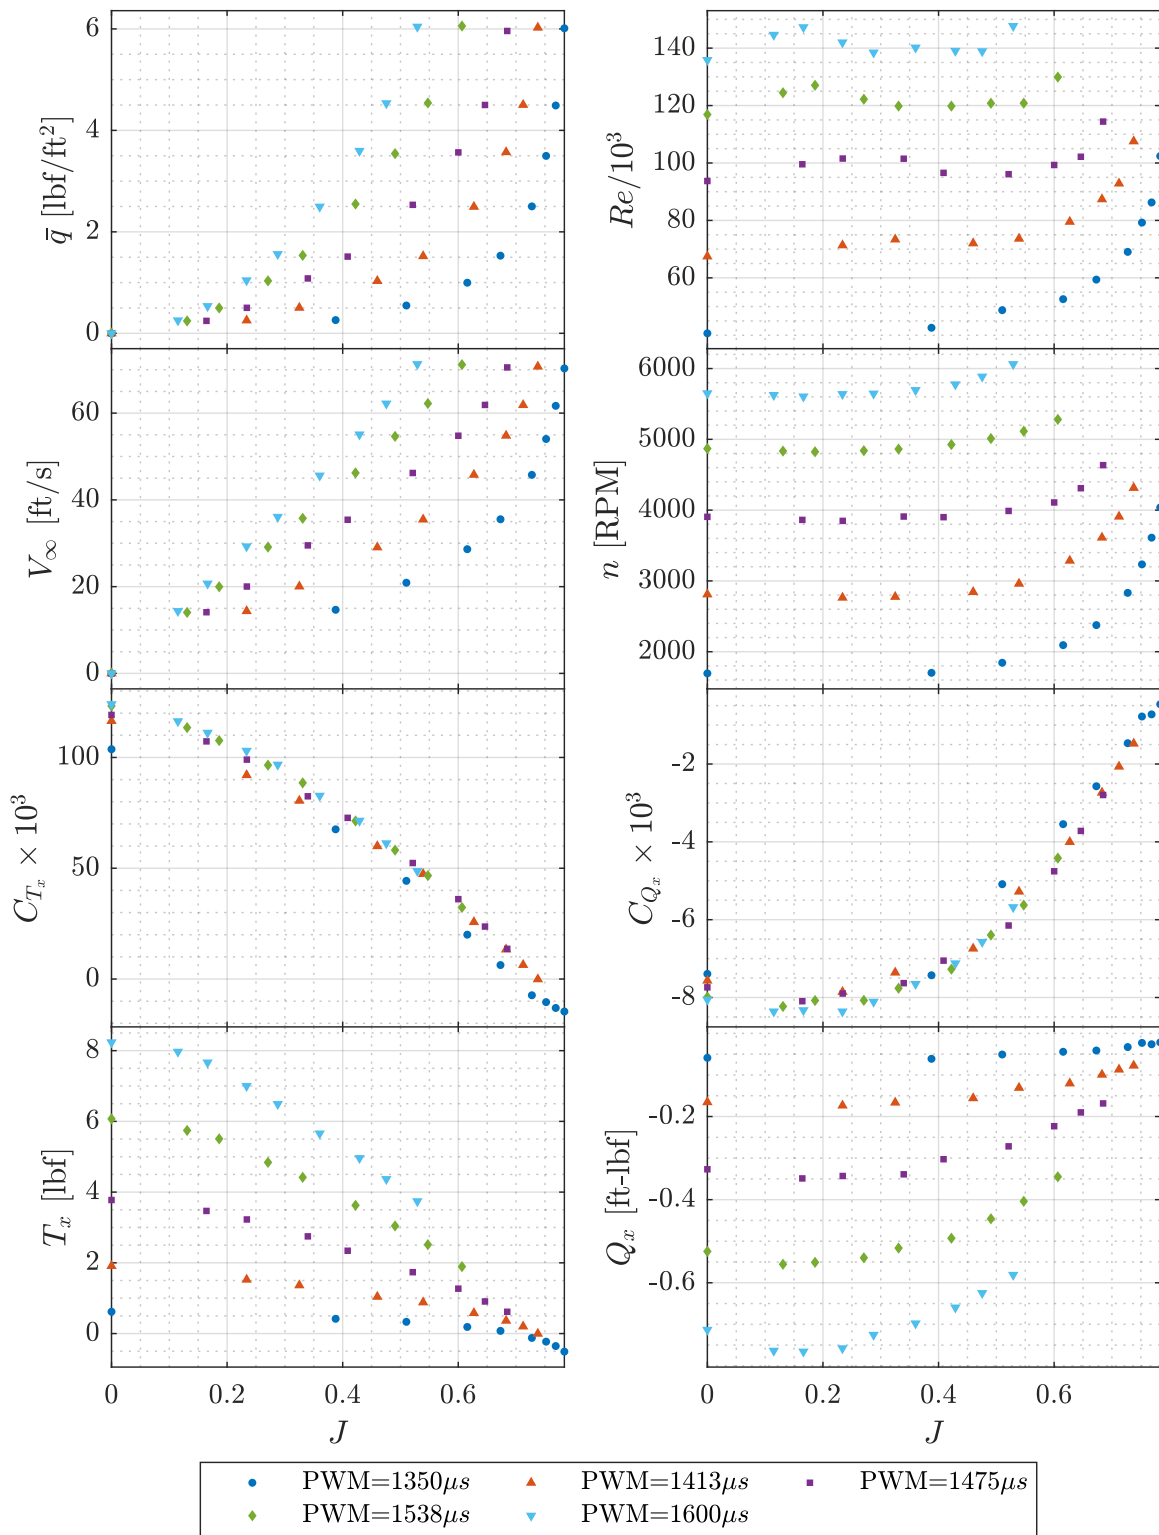 6
4
2
0
q̄ [lbf/ft²]
140
120
100
80
60
Re/10³
60
40
20
0
V∞ [ft/s]
6000
5000
4000
3000
2000
n [RPM]
100
50
0
C_{T_x} × 10³
-2
-4
-6
-8
C_{Q_x} × 10³
8
6
4
2
0
T_x [lbf]
-0.2
-0.4
-0.6
Q_x [ft-lbf]
0 0.2 0.4 0.6
J
0 0.2 0.4 0.6
J
PWM=1350μs PWM=1413μs PWM=1475μs
PWM=1538μs PWM=1600μs